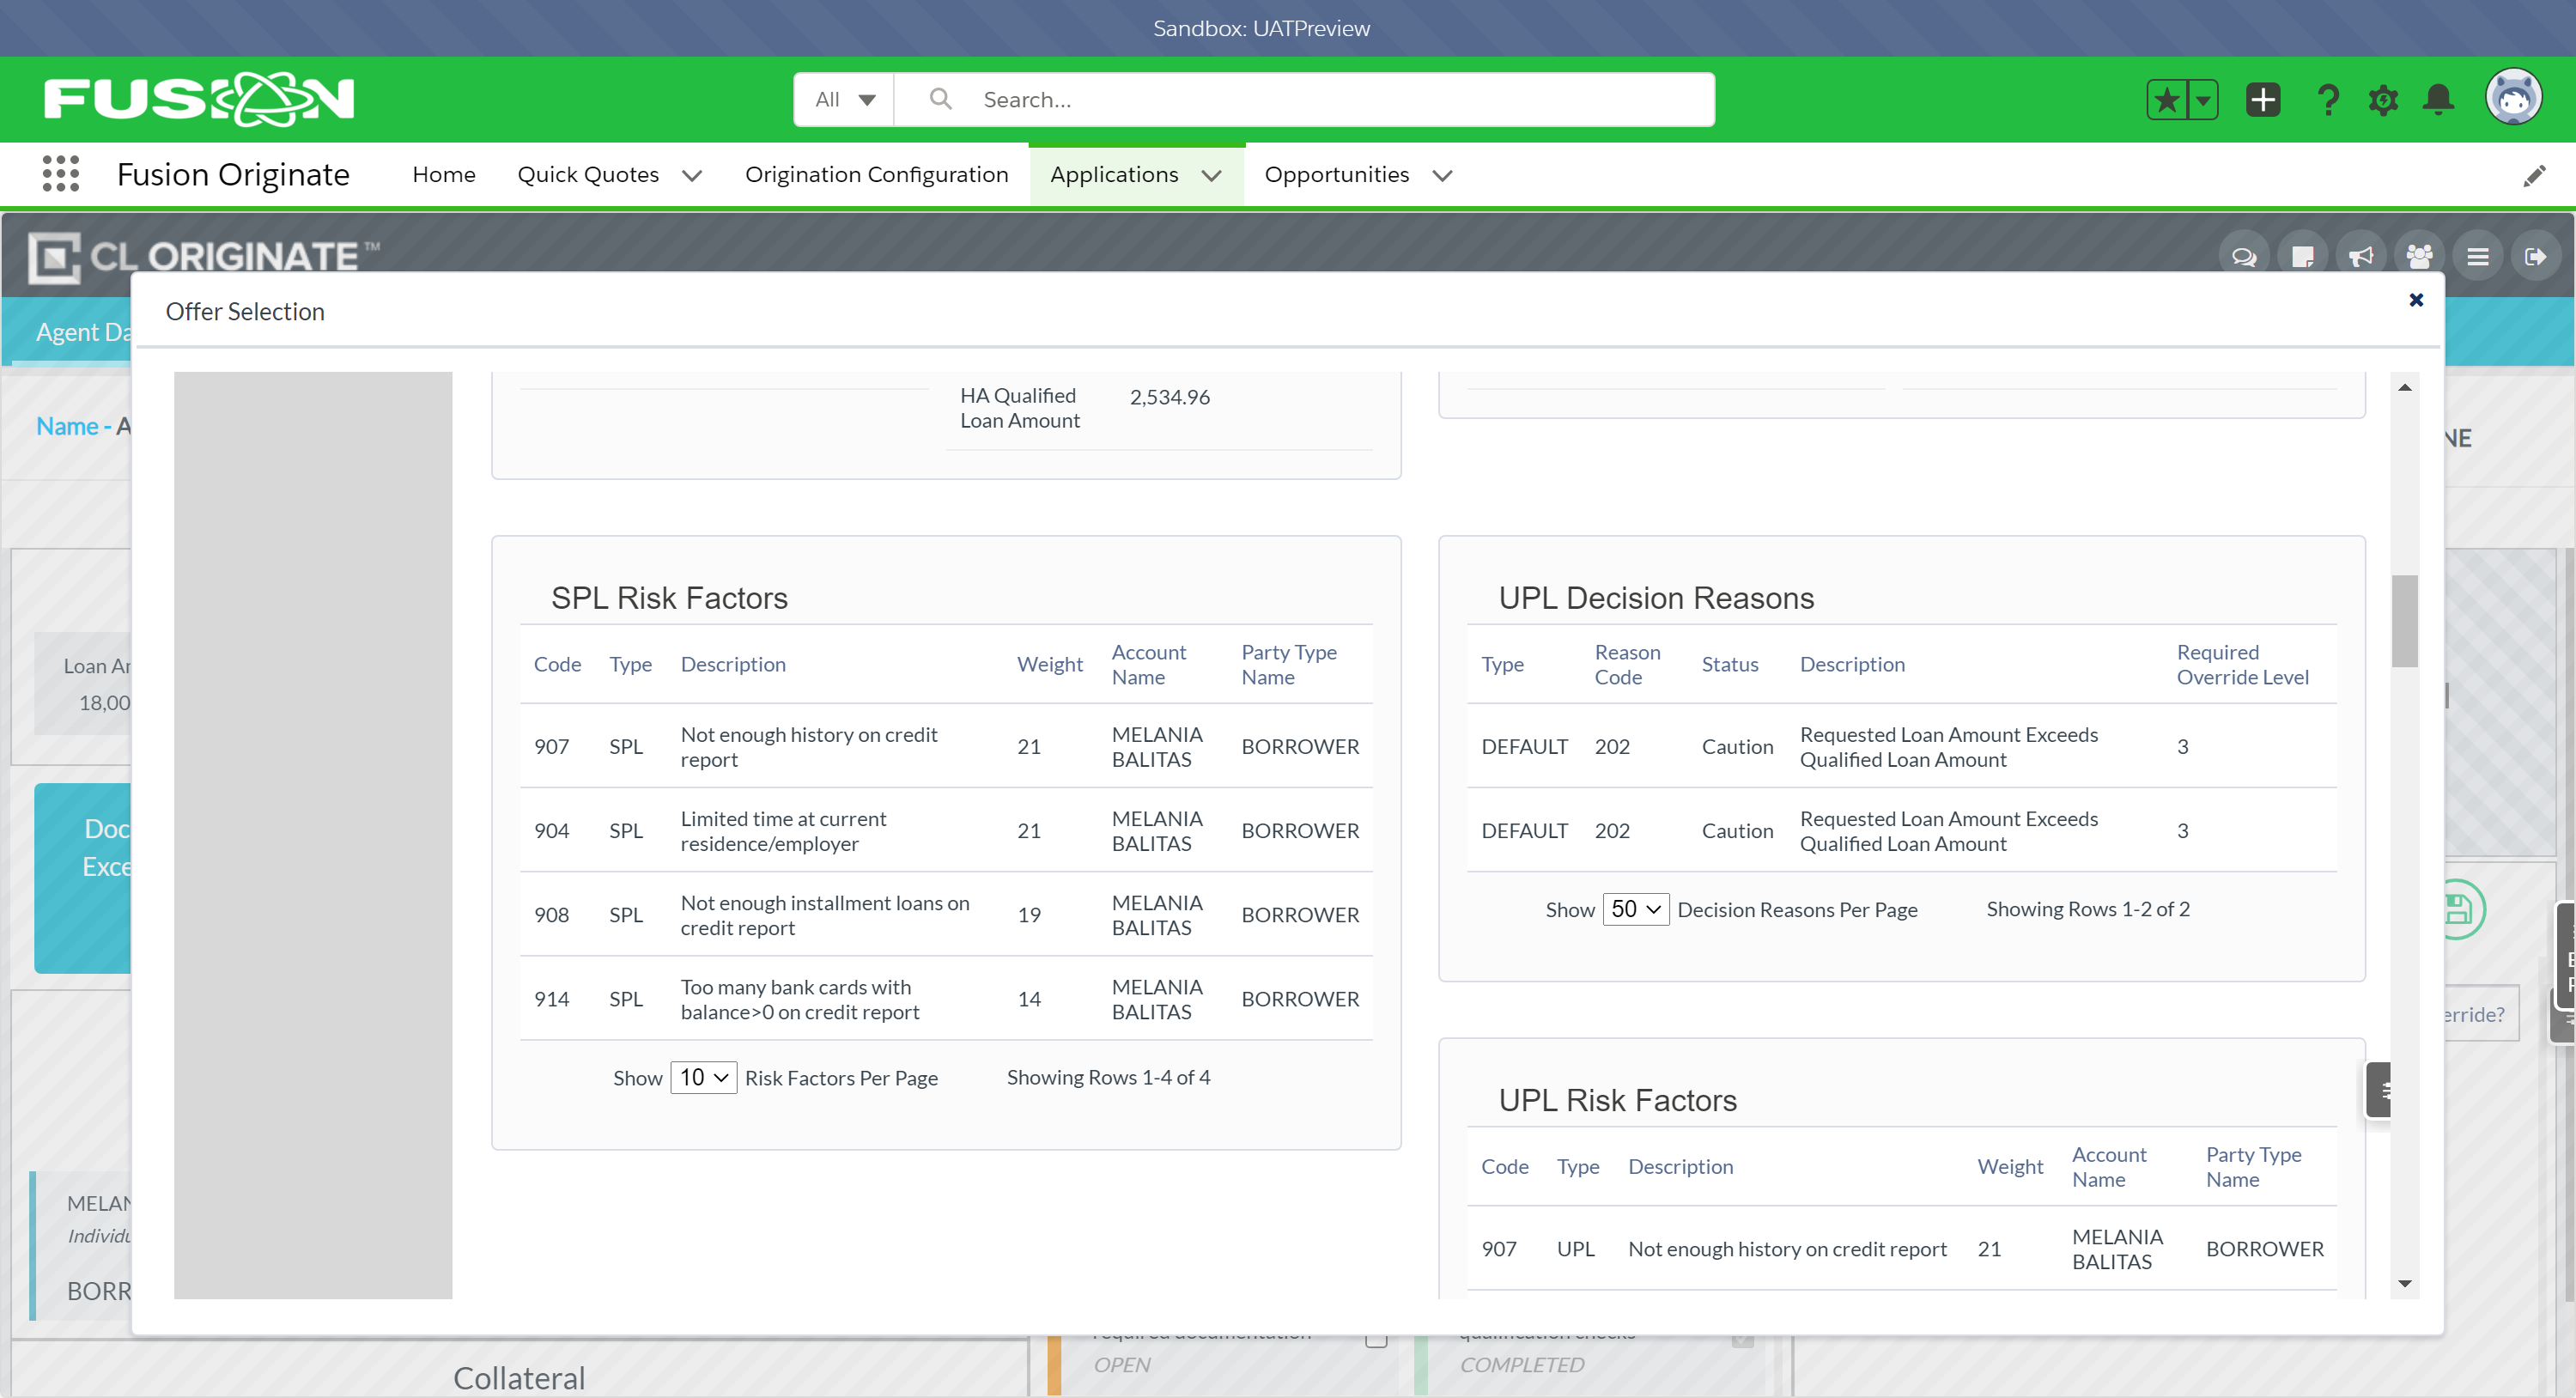 Sandbox: UATPreview
FUSION
All
Search...
Fusion Originate
Home
Quick Quotes
Origination Configuration
Applications
Opportunities
CL ORIGINATE™
Offer Selection
Agent Da
Name - A
NE
HA Qualified
Loan Amount
2,534.96
Loan Ar
18,00
Doc
Exce
MELAN
Individu
BORR
SPL Risk Factors
Code Type Description Weight Account Name Party Type Name
907 SPL Not enough history on credit report 21 MELANIA BALITAS BORROWER
904 SPL Limited time at current residence/employer 21 MELANIA BALITAS BORROWER
908 SPL Not enough installment loans on credit report 19 MELANIA BALITAS BORROWER
914 SPL Too many bank cards with balance>0 on credit report 14 MELANIA BALITAS BORROWER
Show 10 Risk Factors Per Page Showing Rows 1-4 of 4
UPL Decision Reasons
Type Reason Code Status Description Required Override Level
DEFAULT 202 Caution Requested Loan Amount Exceeds Qualified Loan Amount 3
DEFAULT 202 Caution Requested Loan Amount Exceeds Qualified Loan Amount 3
Show 50 Decision Reasons Per Page Showing Rows 1-2 of 2
UPL Risk Factors
Code Type Description Weight Account Name Party Type Name
907 UPL Not enough history on credit report 21 MELANIA BALITAS BORROWER
erride?
OPEN
COMPLETED
Collateral